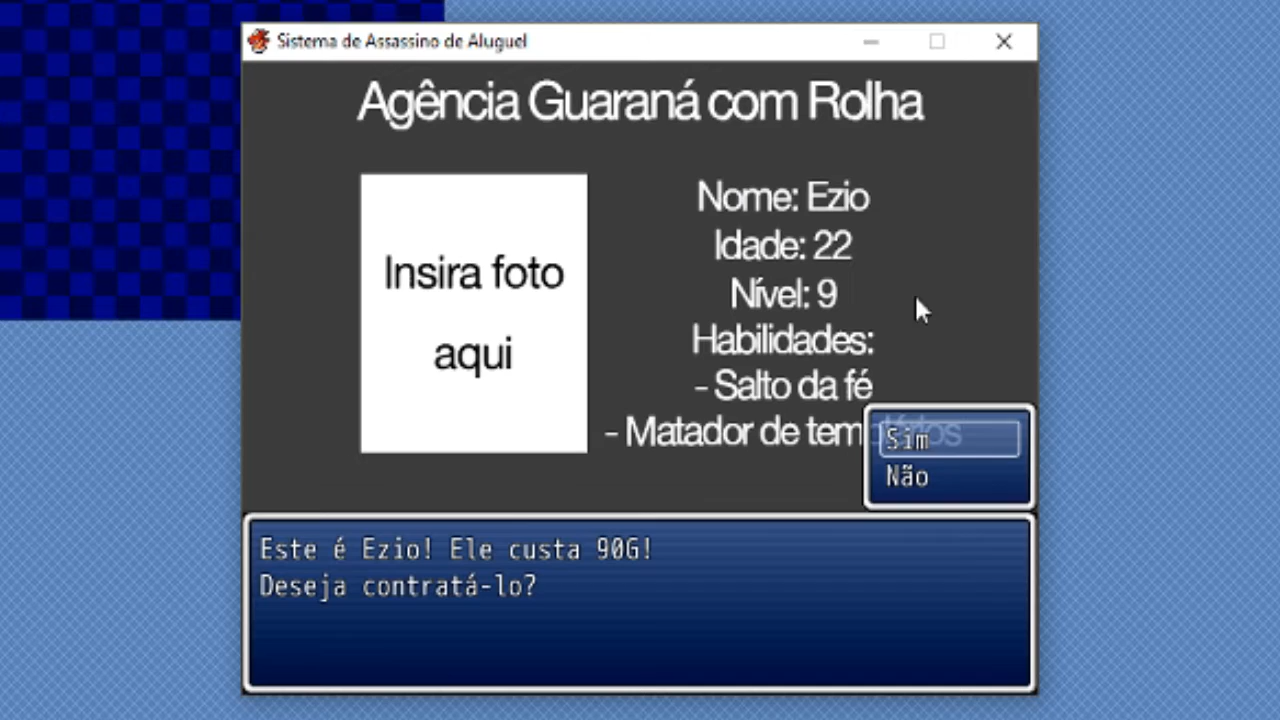 Sistema de Assassino de Aluguel
Agência Guaraná com Rolha
Insira foto
aqui
Nome: Ezio
Idade: 22
Nível: 9
Habilidades:
- Salto da fé
- Matador de templários
Sim
Não
Este é Ezio! Ele custa 90G!
Deseja contratá-lo?